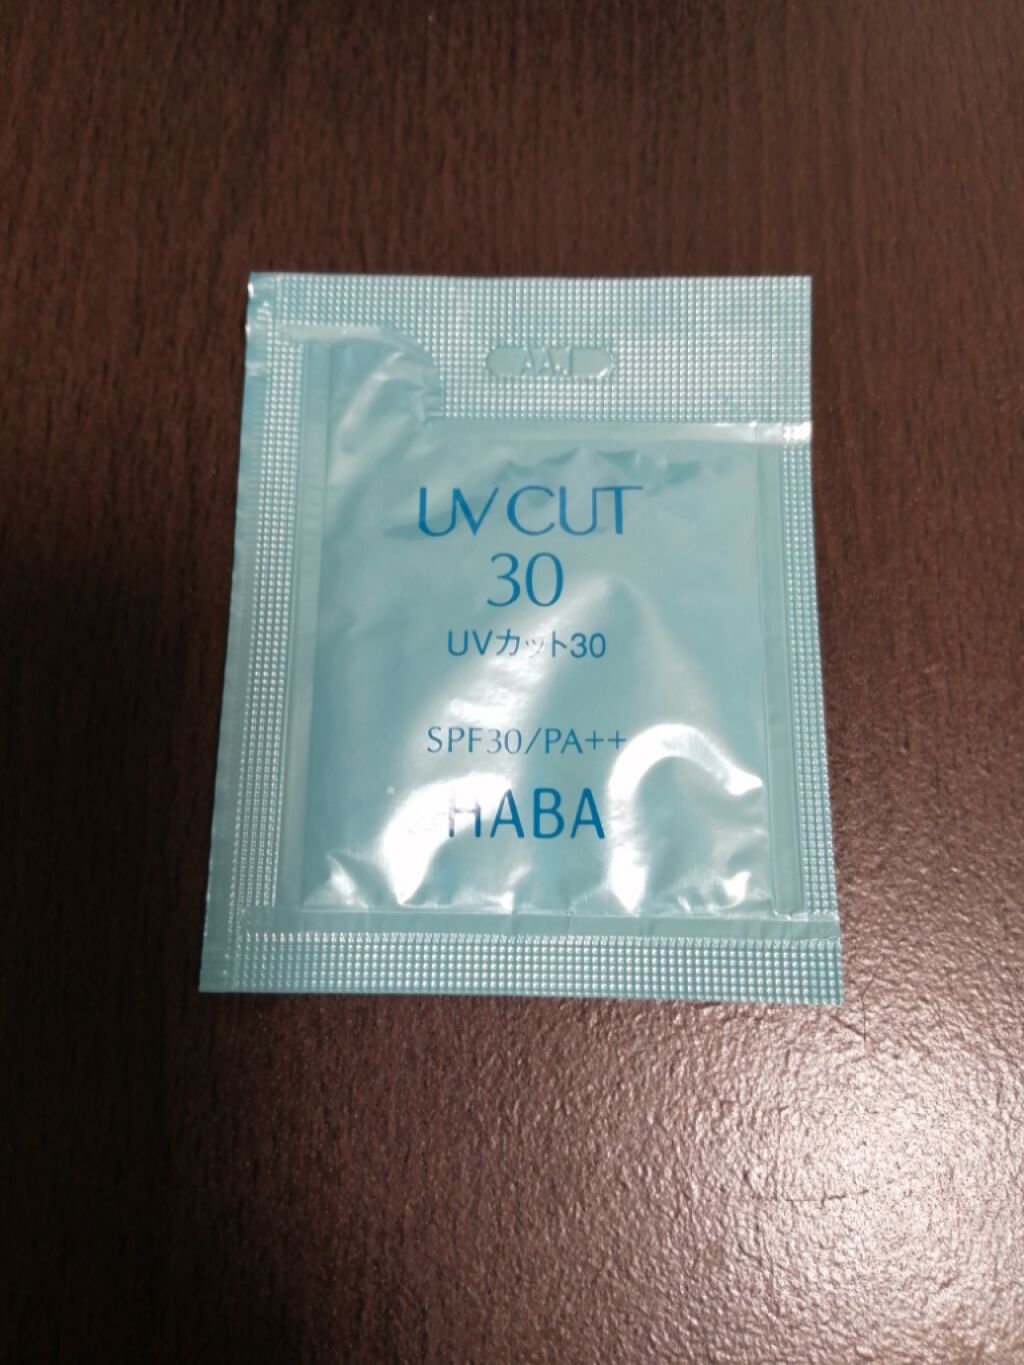 UV CUT
30
UVカット30
SPF30/PA++
HABA